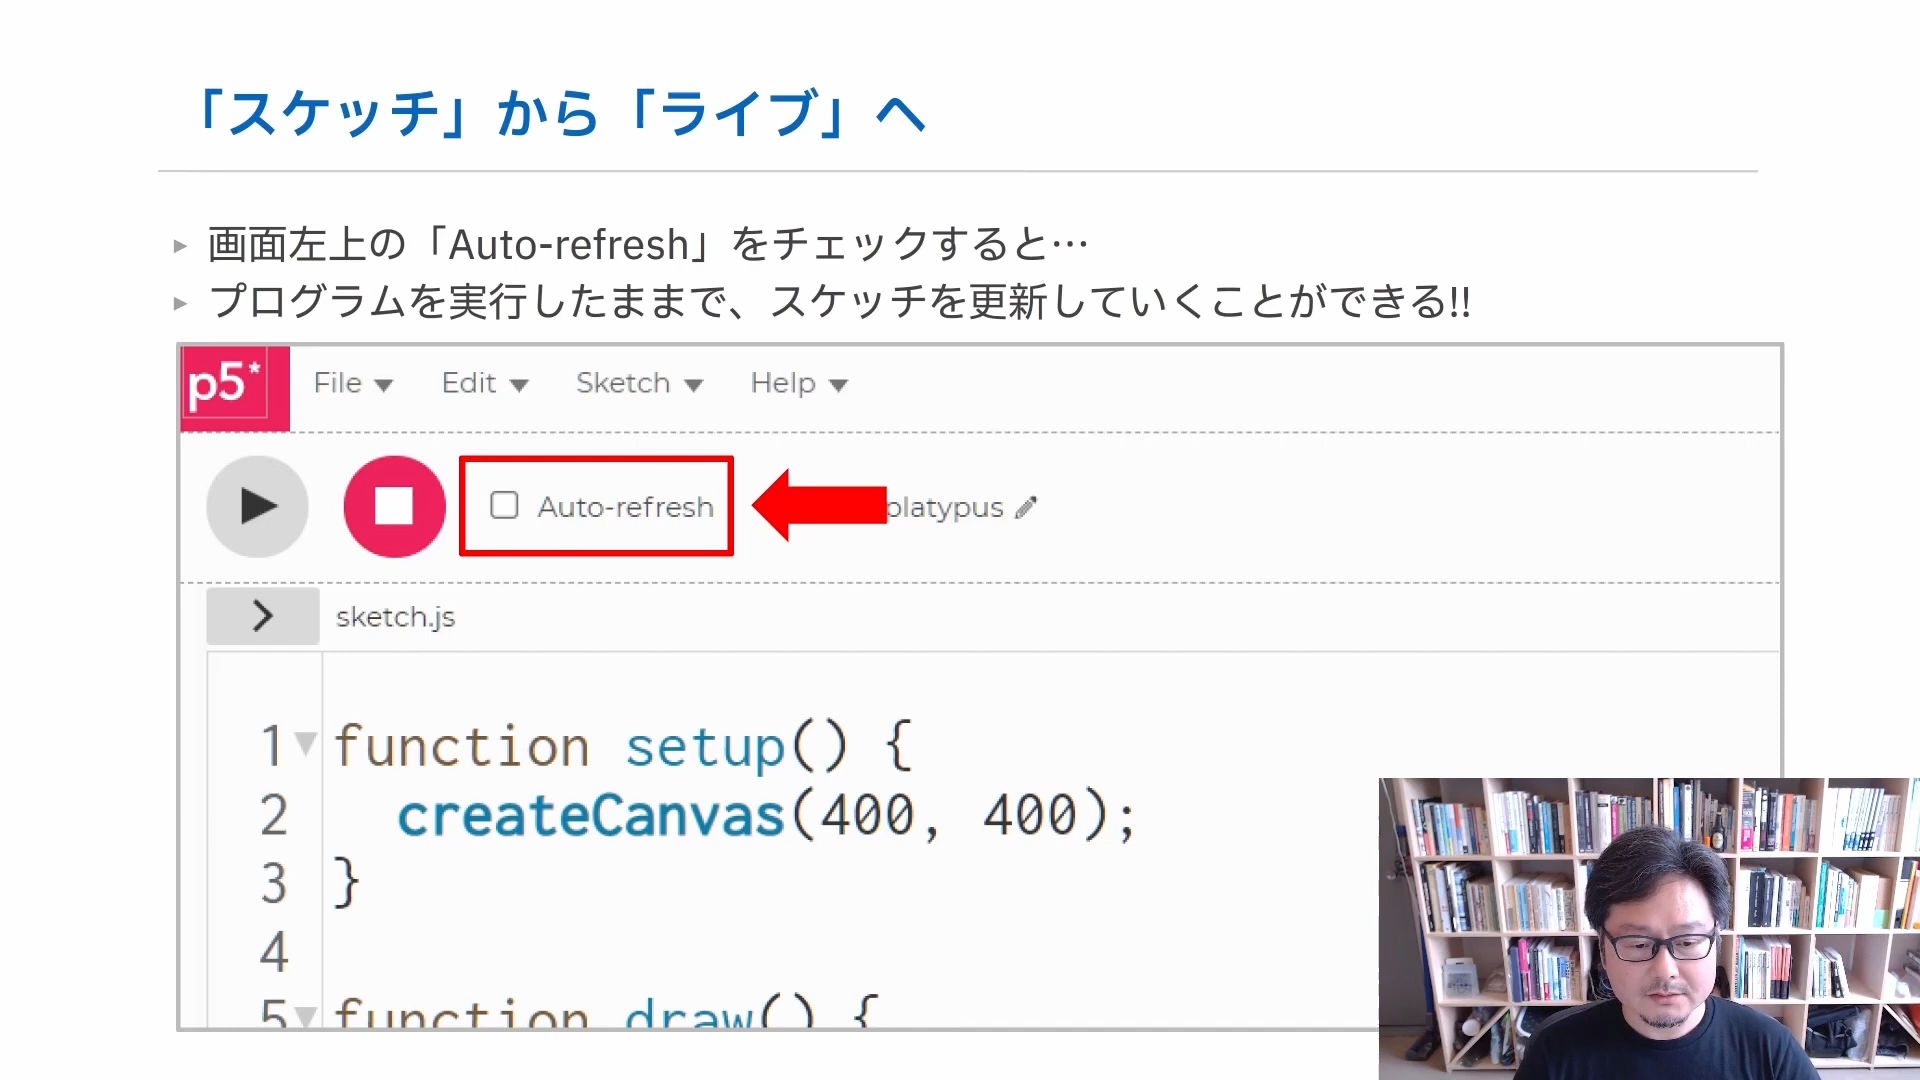 「スケッチ」から「ライブ」へ
▸ 画面左上の「Auto-refresh」をチェックすると…
▸ プログラムを実行したままで、スケッチを更新していくことができる!!
p5* File ▼ Edit ▼ Sketch ▼ Help ▼
Auto-refresh platypus
sketch.js
1 function setup() {
2 createCanvas(400, 400);
3 }
4
5 function draw() {